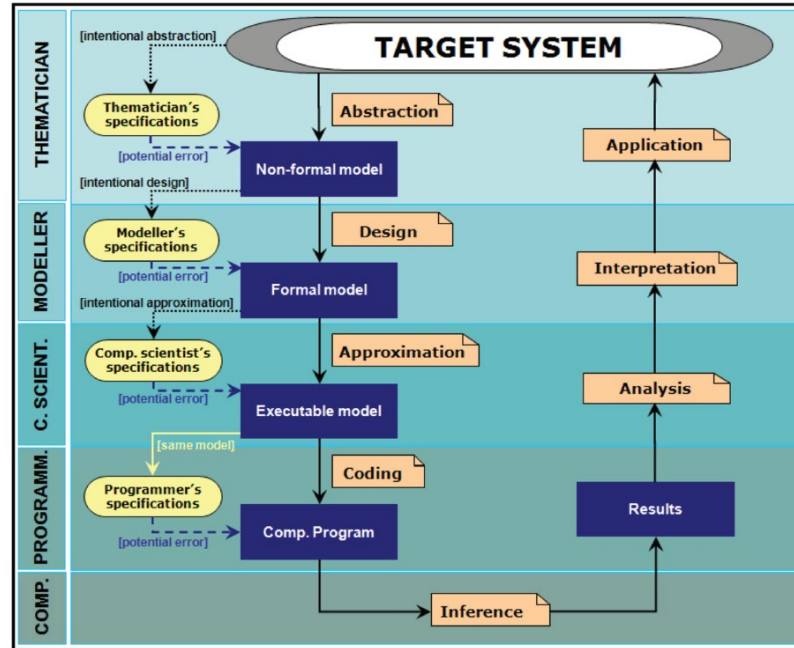 TARGET SYSTEM
THEMATICIAN
[intentional abstraction]
Thematician's
specifications
[potential error]
Abstraction
Non-formal model
Application
[intentional design]
MODELLER
Modeller's
specifications
[potential error]
Design
Formal model
Interpretation
[intentional approximation]
C. SCIENT.
Comp. scientist's
specifications
[potential error]
Approximation
Executable model
Analysis
[same model]
PROGRAMM.
Programmer's
specifications
[potential error]
Coding
Comp. Program
Results
COMP.
Inference